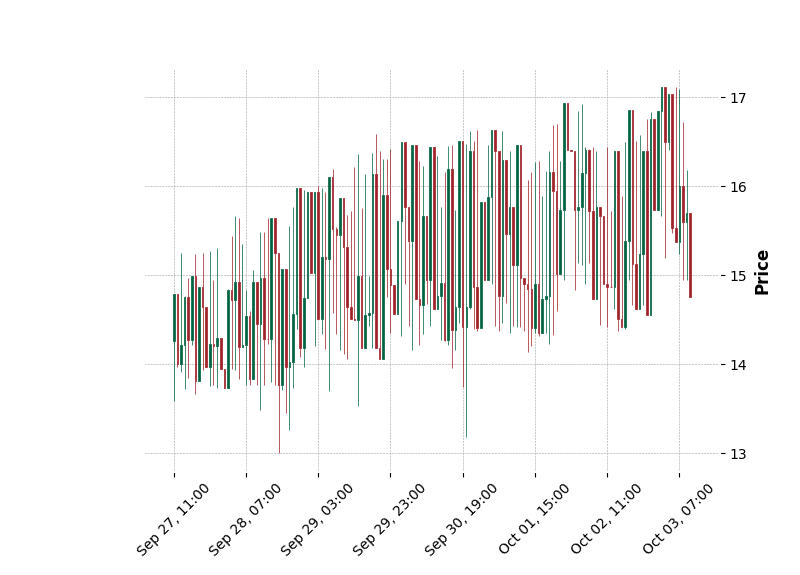 17
16
15
14
13
Price
Sep 27, 11:00
Sep 28, 07:00
Sep 29, 03:00
Sep 29, 23:00
Sep 30, 19:00
Oct 01, 15:00
Oct 02, 11:00
Oct 03, 07:00